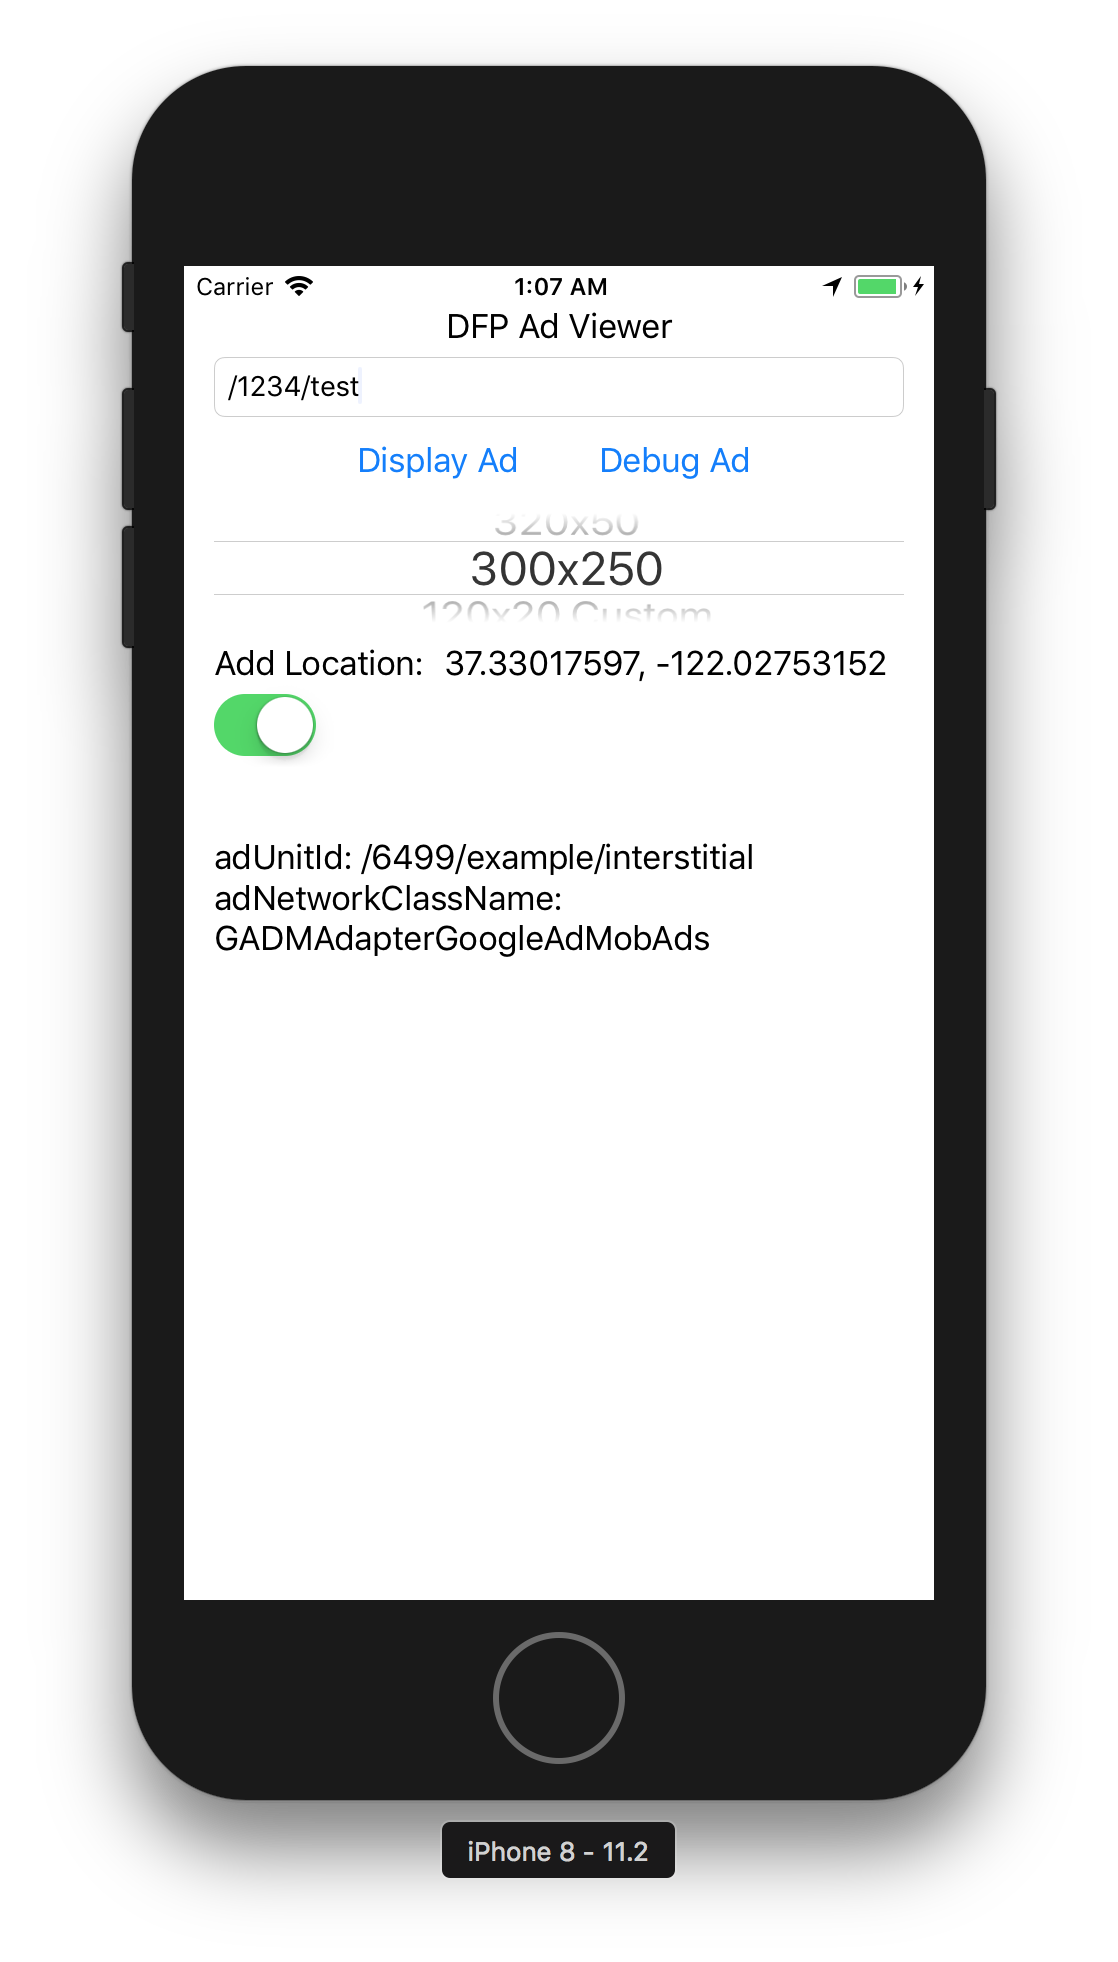 Carrier 1:07 AM
DFP Ad Viewer
/1234/test
Display Ad Debug Ad
320x50
300x250
120x20 Custom
Add Location: 37.33017597, -122.02753152
adUnitId: /6499/example/interstitial
adNetworkClassName:
GADMAdapterGoogleAdMobAds
iPhone 8 - 11.2